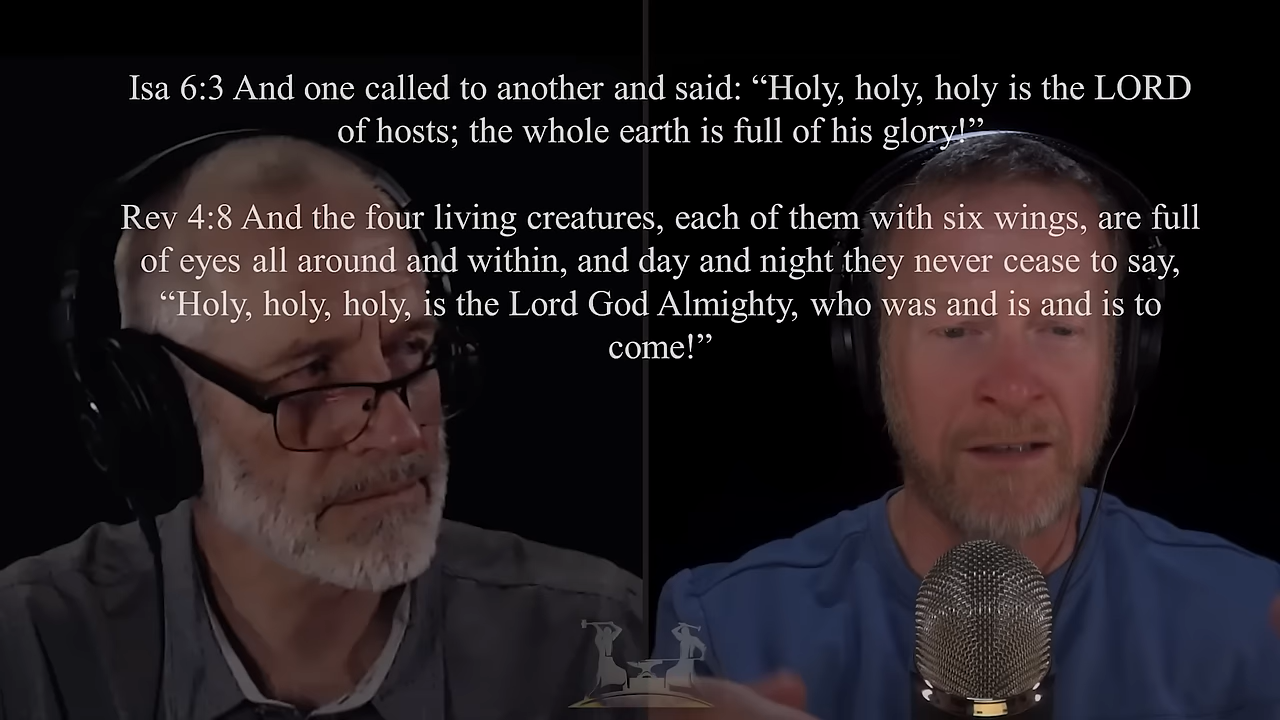 Isa 6:3 And one called to another and said: “Holy, holy, holy is the LORD
of hosts; the whole earth is full of his glory!”
Rev 4:8 And the four living creatures, each of them with six wings, are full
of eyes all around and within, and day and night they never cease to say,
“Holy, holy, holy, is the Lord God Almighty, who was and is and is to
come!”